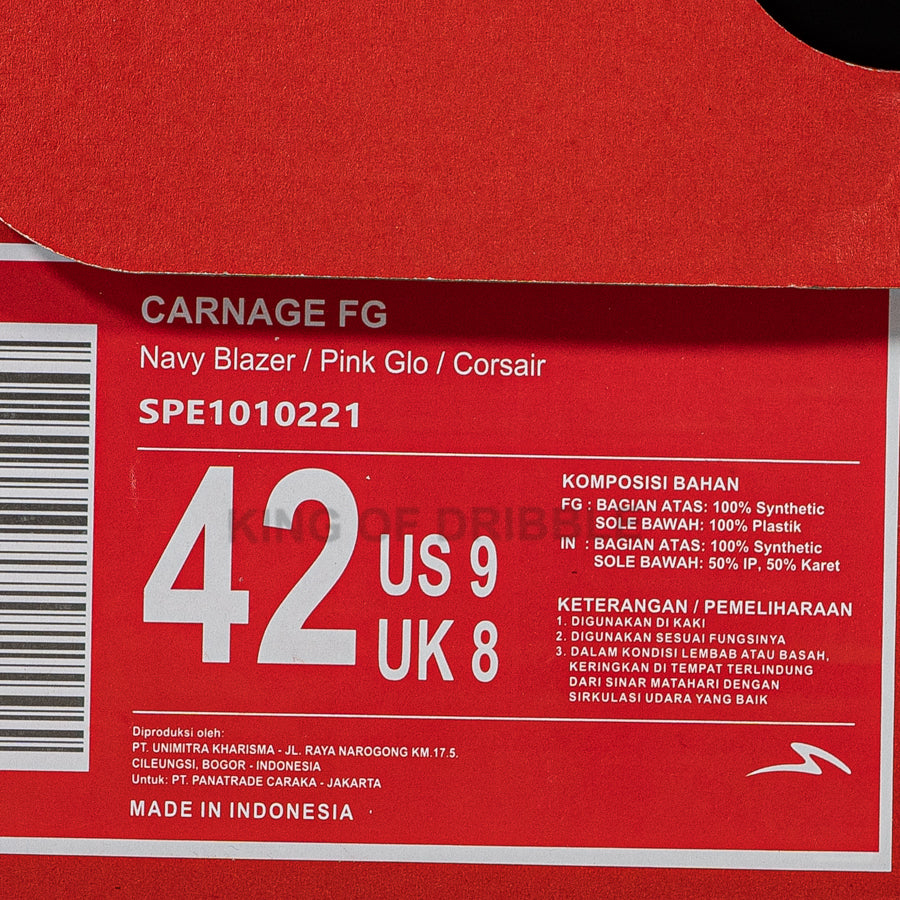 CARNAGE FG
Navy Blazer / Pink Glo / Corsair
SPE1010221
42
US 9
UK 8
KING OF DRIBB
KOMPOSISI BAHAN
FG : BAGIAN ATAS: 100% Synthetic
SOLE BAWAH: 100% Plastik
IN : BAGIAN ATAS: 100% Synthetic
SOLE BAWAH: 50% IP, 50% Karet
KETERANGAN / PEMELIHARAAN
1. DIGUNAKAN DI KAKI
2. DIGUNAKAN SESUAI FUNGSINYA
3. DALAM KONDISI LEMBAB ATAU BASAH,
KERINGKAN DI TEMPAT TERLINDUNG
DARI SINAR MATAHARI DENGAN
SIRKULASI UDARA YANG BAIK
Diproduksi oleh:
PT. UNIMITRA KHARISMA - JL. RAYA NAROGONG KM.17.5.
CILEUNGSI, BOGOR - INDONESIA
Untuk: PT. PANATRADE CARAKA - JAKARTA
MADE IN INDONESIA